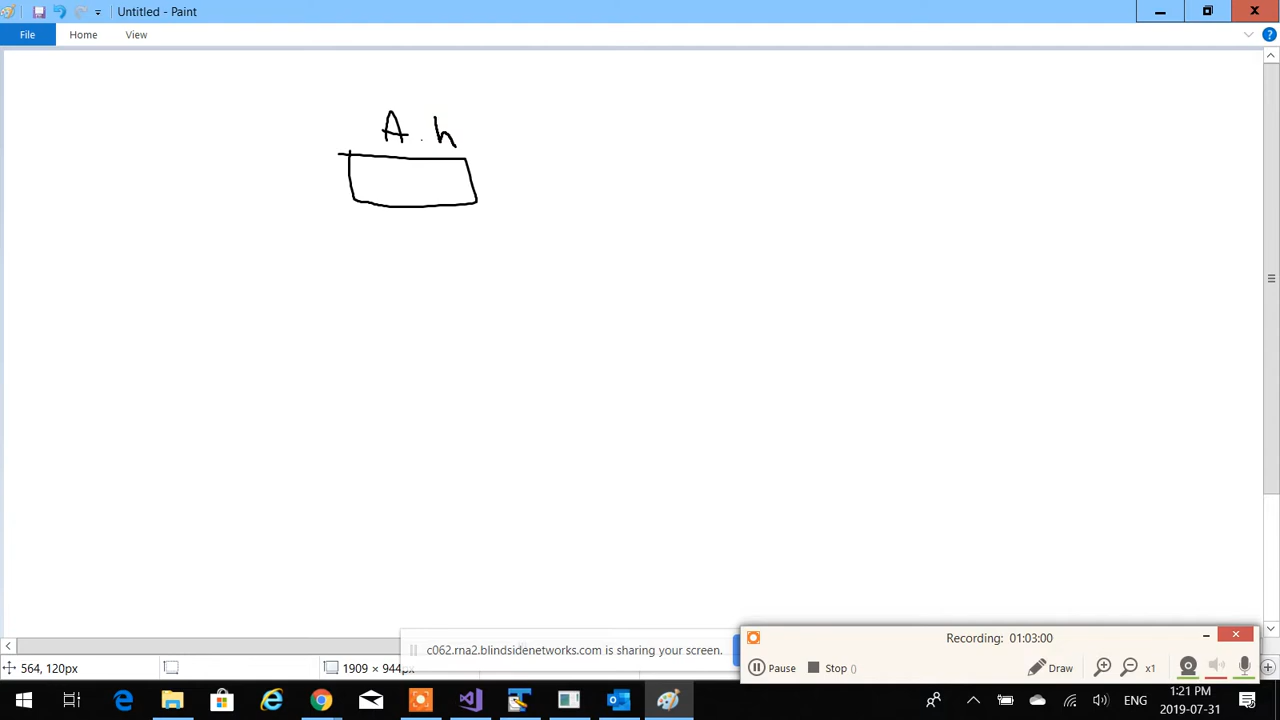 Untitled - Paint
File Home View
A.h
c062.rna2.blindsidenetworks.com is sharing your screen.
Recording: 01:03:00
Pause Stop () Draw x1
564, 120px 1909 × 944px
ENG 1:21 PM
2019-07-31